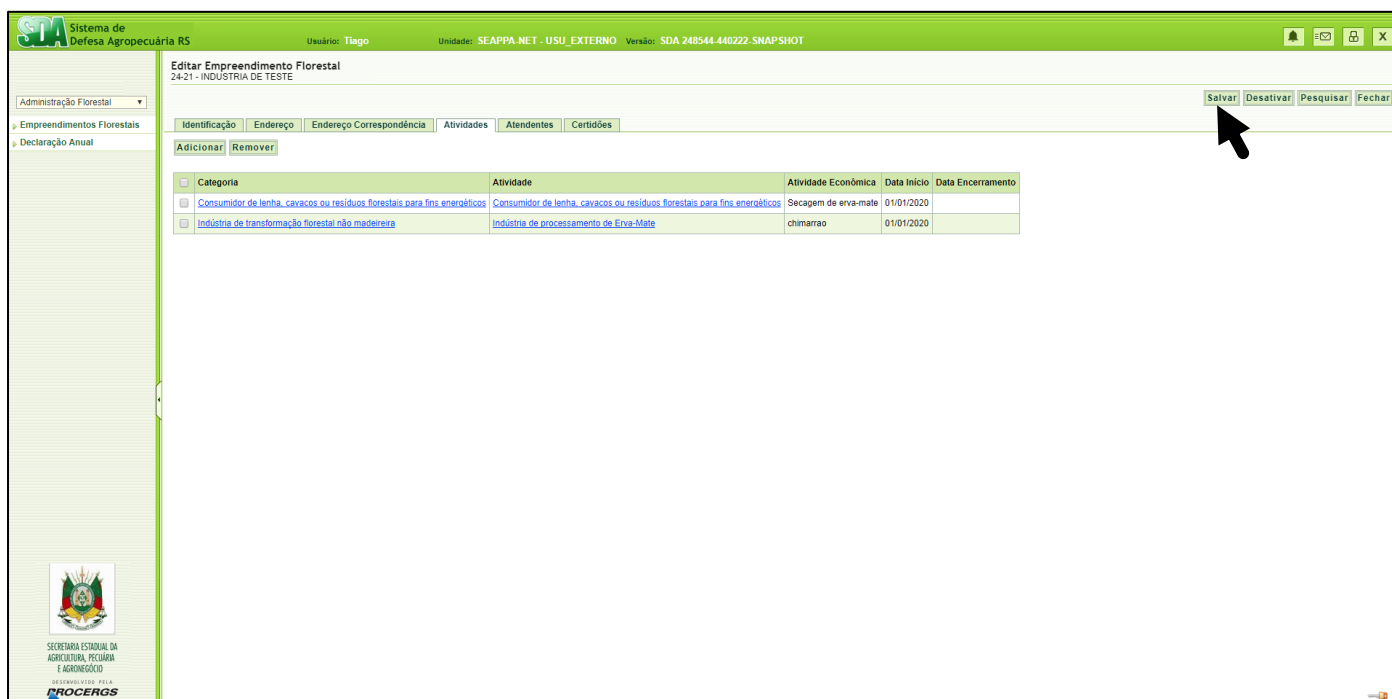 SDA Sistema de
Defesa Agropecuária RS
Usuário: Tiago Unidade: SEAPPA-NET - USU_EXTERNO Versão: SDA 248544-440222-SNAPSHOT
X
Editar Empreendimento Florestal
24-21 - INDUSTRIA DE TESTE
Administração Florestal
Salvar Desativar Pesquisar Fechar
Empreendimentos Florestais
Declaração Anual
Identificação Endereço Endereço Correspondência Atividades Atendentes Certidões
Adicionar Remover
Categoria Atividade Atividade Econômica Data Início Data Encerramento
Consumidor de lenha, cavacos ou resíduos florestais para fins energéticos Consumidor de lenha, cavacos ou resíduos florestais para fins energéticos Secagem de erva-mate 01/01/2020
Indústria de transformação florestal não madeireira Indústria de processamento de Erva-Mate chimarrao 01/01/2020
SECRETARIA ESTADUAL DA
AGRICULTURA, PECUÁRIA
E AGRONEGÓCIO
DESENVOLVIDO PELA
PROCERGS